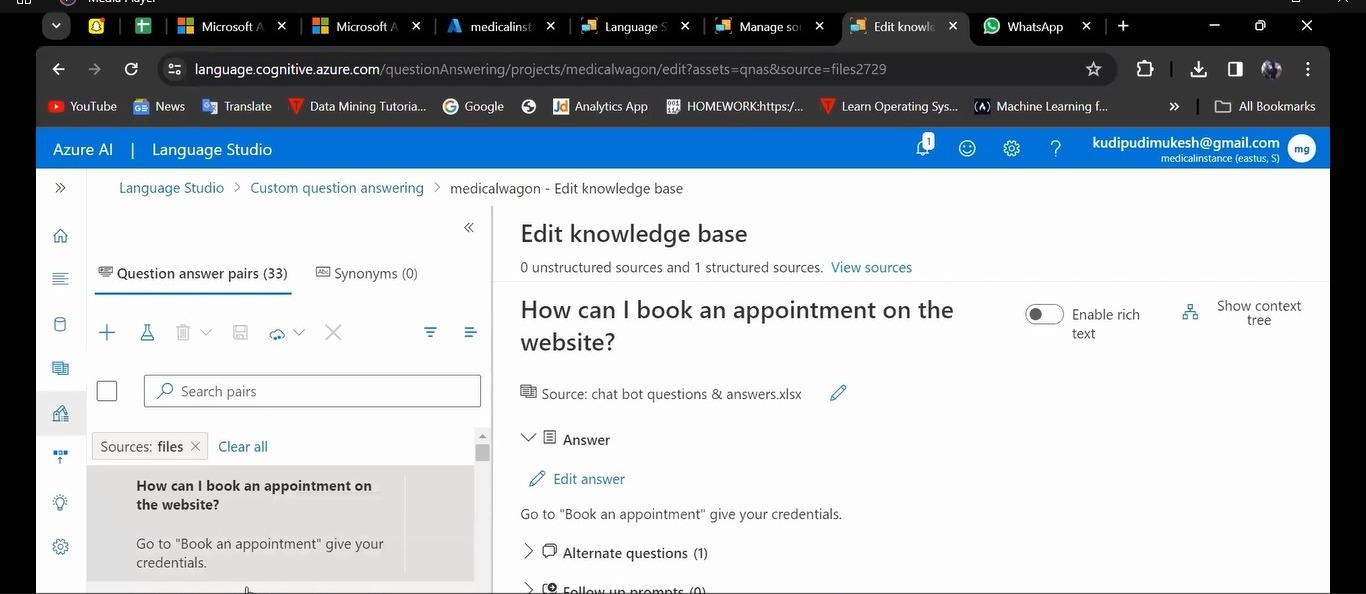 Media Player
Microsoft A
Microsoft A
medicalinst
Language S
Manage so
Edit knowle
WhatsApp
language.cognitive.azure.com/questionAnswering/projects/medicalwagon/edit?assets=qnas&source=files2729
YouTube
News
Translate
Data Mining Tutoria...
Google
Analytics App
HOMEWORK:https:/...
Learn Operating Sys...
Machine Learning f...
All Bookmarks
Azure AI | Language Studio
1
kudipudimukesh@gmail.com
medicalinstance (eastus, S)
mg
Language Studio > Custom question answering > medicalwagon - Edit knowledge base
Question answer pairs (33)
Synonyms (0)
Search pairs
Sources: files
Clear all
How can I book an appointment on
the website?
Go to "Book an appointment" give your
credentials.
Edit knowledge base
0 unstructured sources and 1 structured sources. View sources
How can I book an appointment on the
website?
Enable rich
text
Show context
tree
Source: chat bot questions & answers.xlsx
Answer
Edit answer
Go to "Book an appointment" give your credentials.
Alternate questions (1)
Follow up prompts (0)